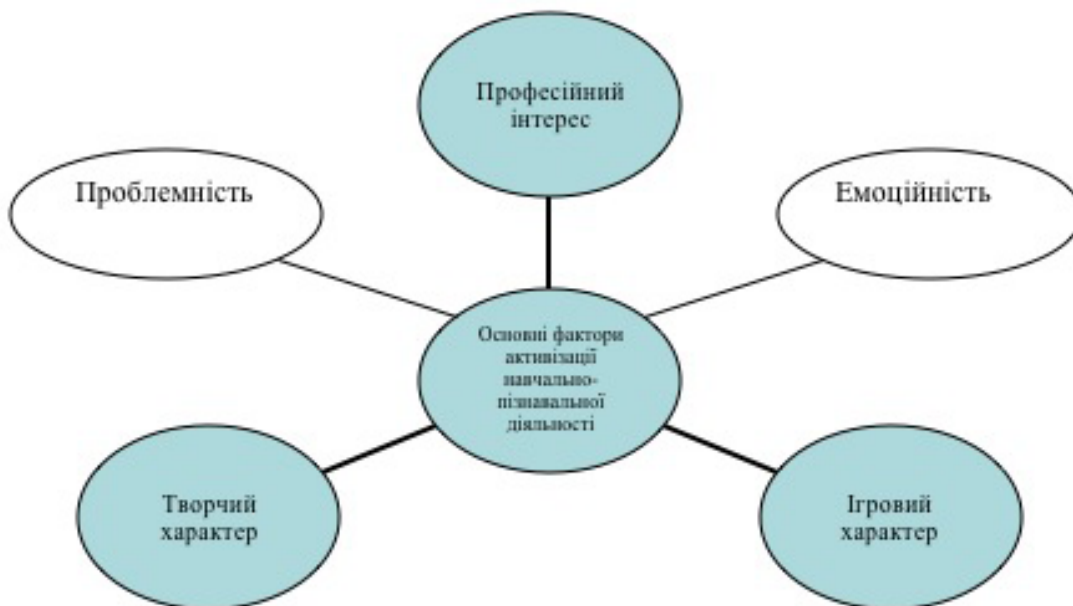 Професійний
інтерес
Проблемність
Емоційність
Основні фактори
активізації
навчально-
пізнавальної
діяльності
Творчий
характер
Ігровий
характер